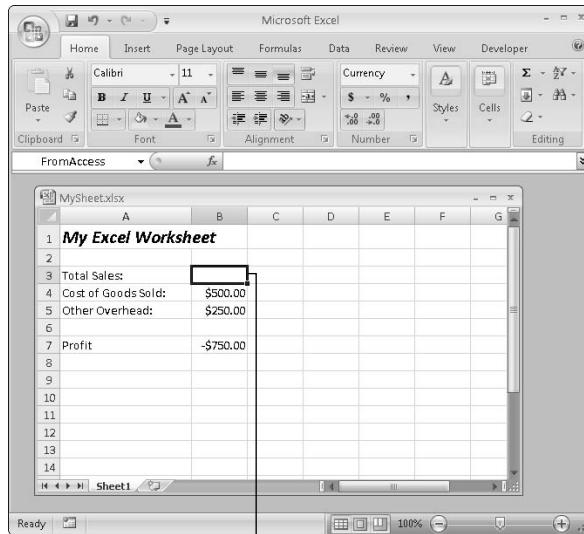 Microsoft Excel
Home Insert Page Layout Formulas Data Review View Developer
Paste
Clipboard
Calibri 11
B I U A A
A
Font
Alignment
Currency
$ % ,
.00 .00
Number
A
Styles
Cells
Σ
Editing
FromAccess fx
MySheet.xlsx
A B C D E F G
1 My Excel Worksheet
2
3 Total Sales:
4 Cost of Goods Sold: $500.00
5 Other Overhead: $250.00
6
7 Profit -$750.00
8
9
10
11
12
13
14
Sheet1
Ready 100%